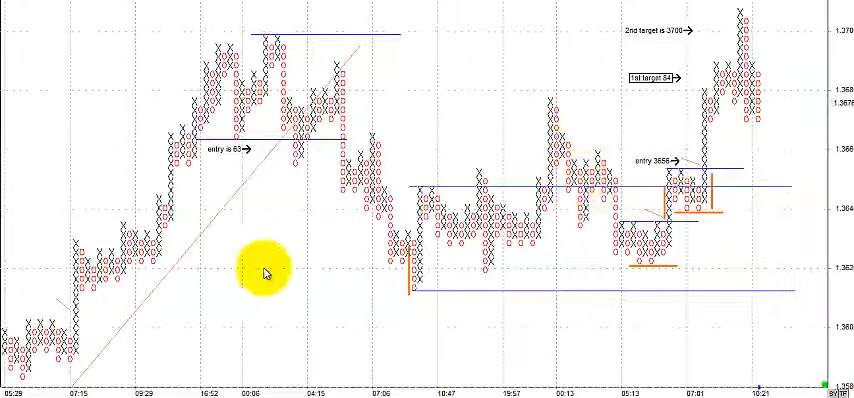 2nd target is 3700
1.370
1st target 84
1.368
1.3676
1.366
entry is 63
entry 3656
1.364
1.362
1.360
1.358
05:29 07:15 09:29 16:52 00:06 04:15 07:06 10:47 19:57 00:13 05:13 07:01 10:21
SY TF